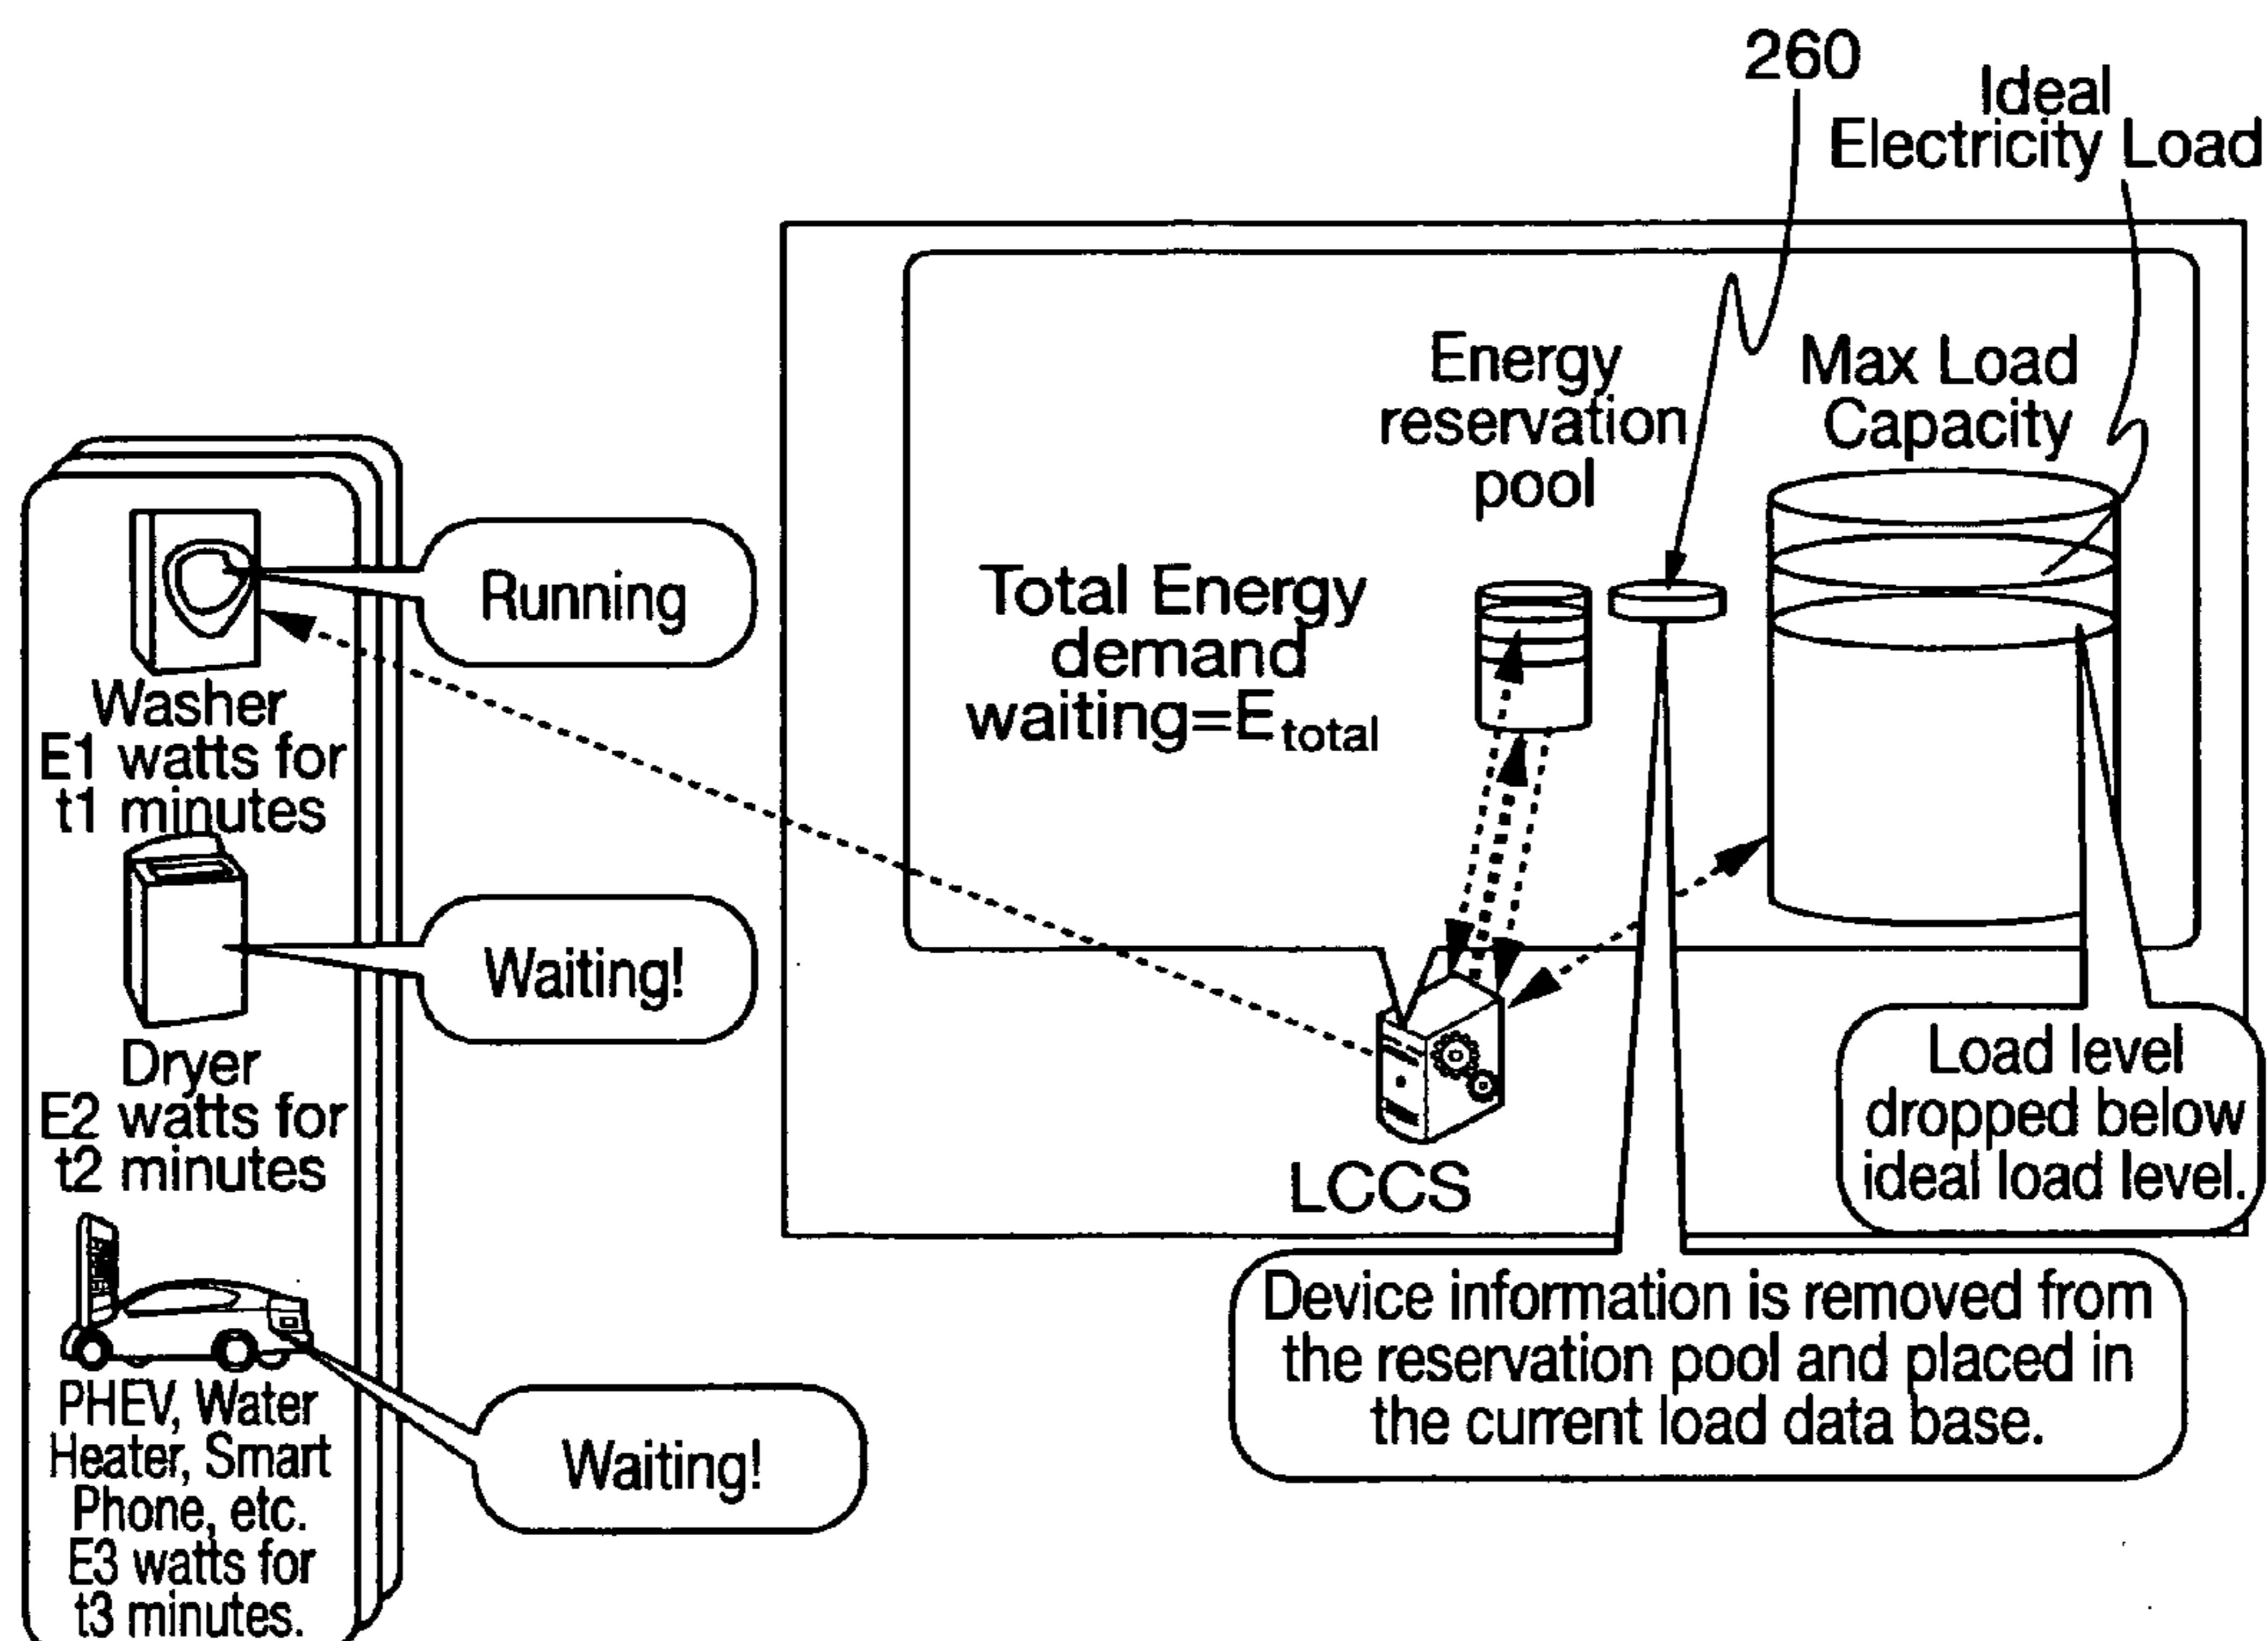 260
Ideal
Electricity Load
Energy
reservation
pool
Max Load
Capacity
Total Energy
demand
waiting=Etotal
Running
Washer
E1 watts for
t1 minutes
Waiting!
Dryer
E2 watts for
t2 minutes
LCCS
Load level
dropped below
ideal load level.
Device information is removed from
the reservation pool and placed in
the current load data base.
PHEV, Water
Heater, Smart
Phone, etc.
E3 watts for
t3 minutes.
Waiting!